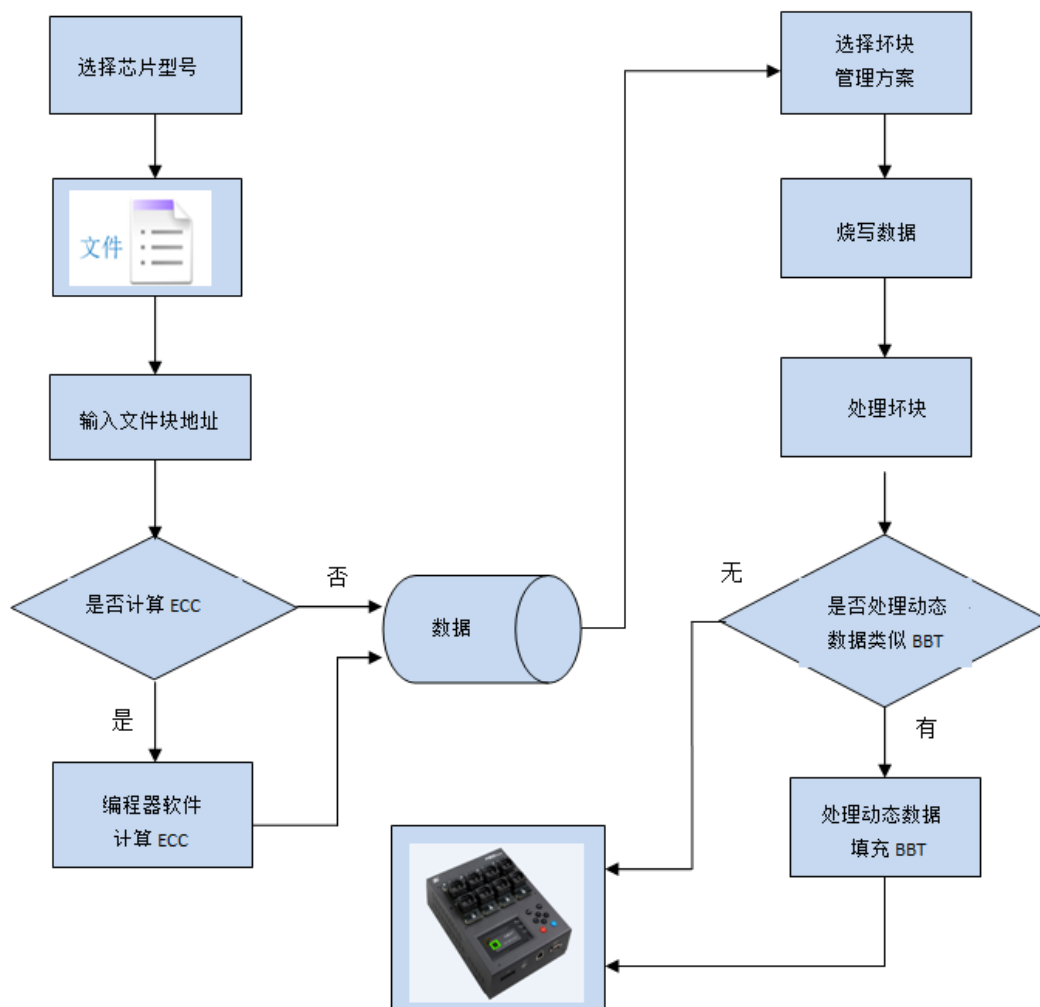 选择芯片型号
文件
输入文件块地址
是否计算 ECC
否
是
编程器软件
计算 ECC
数据
选择坏块
管理方案
烧写数据
处理坏块
是否处理动态
数据类似 BBT
无
有
处理动态数据
填充 BBT